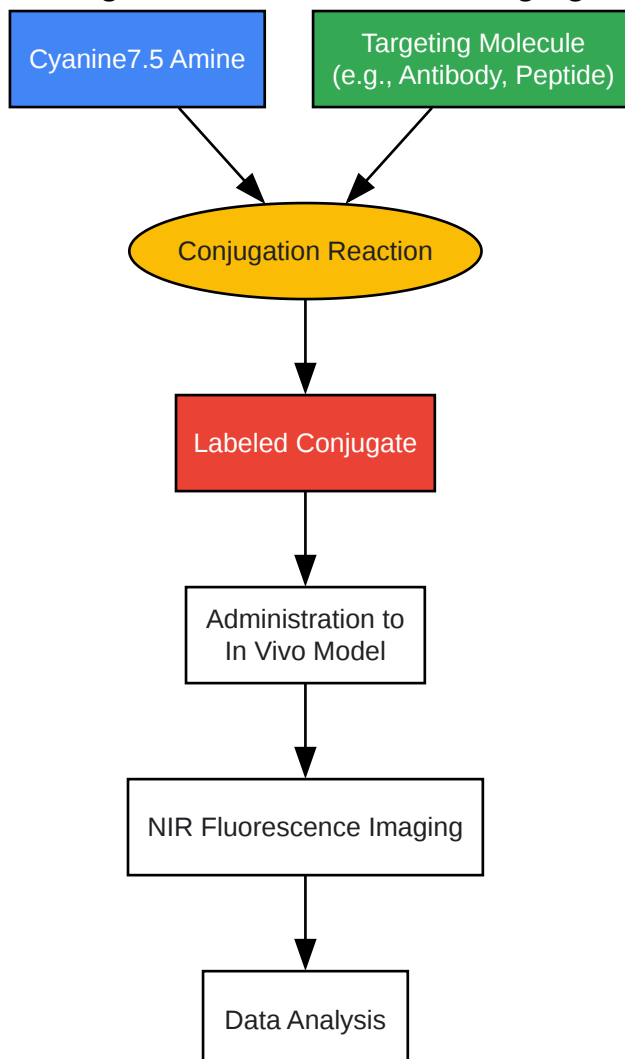 Cyanine7.5 Amine
Targeting Molecule
(e.g., Antibody, Peptide)
Conjugation Reaction
Labeled Conjugate
Administration to
In Vivo Model
NIR Fluorescence Imaging
Data Analysis